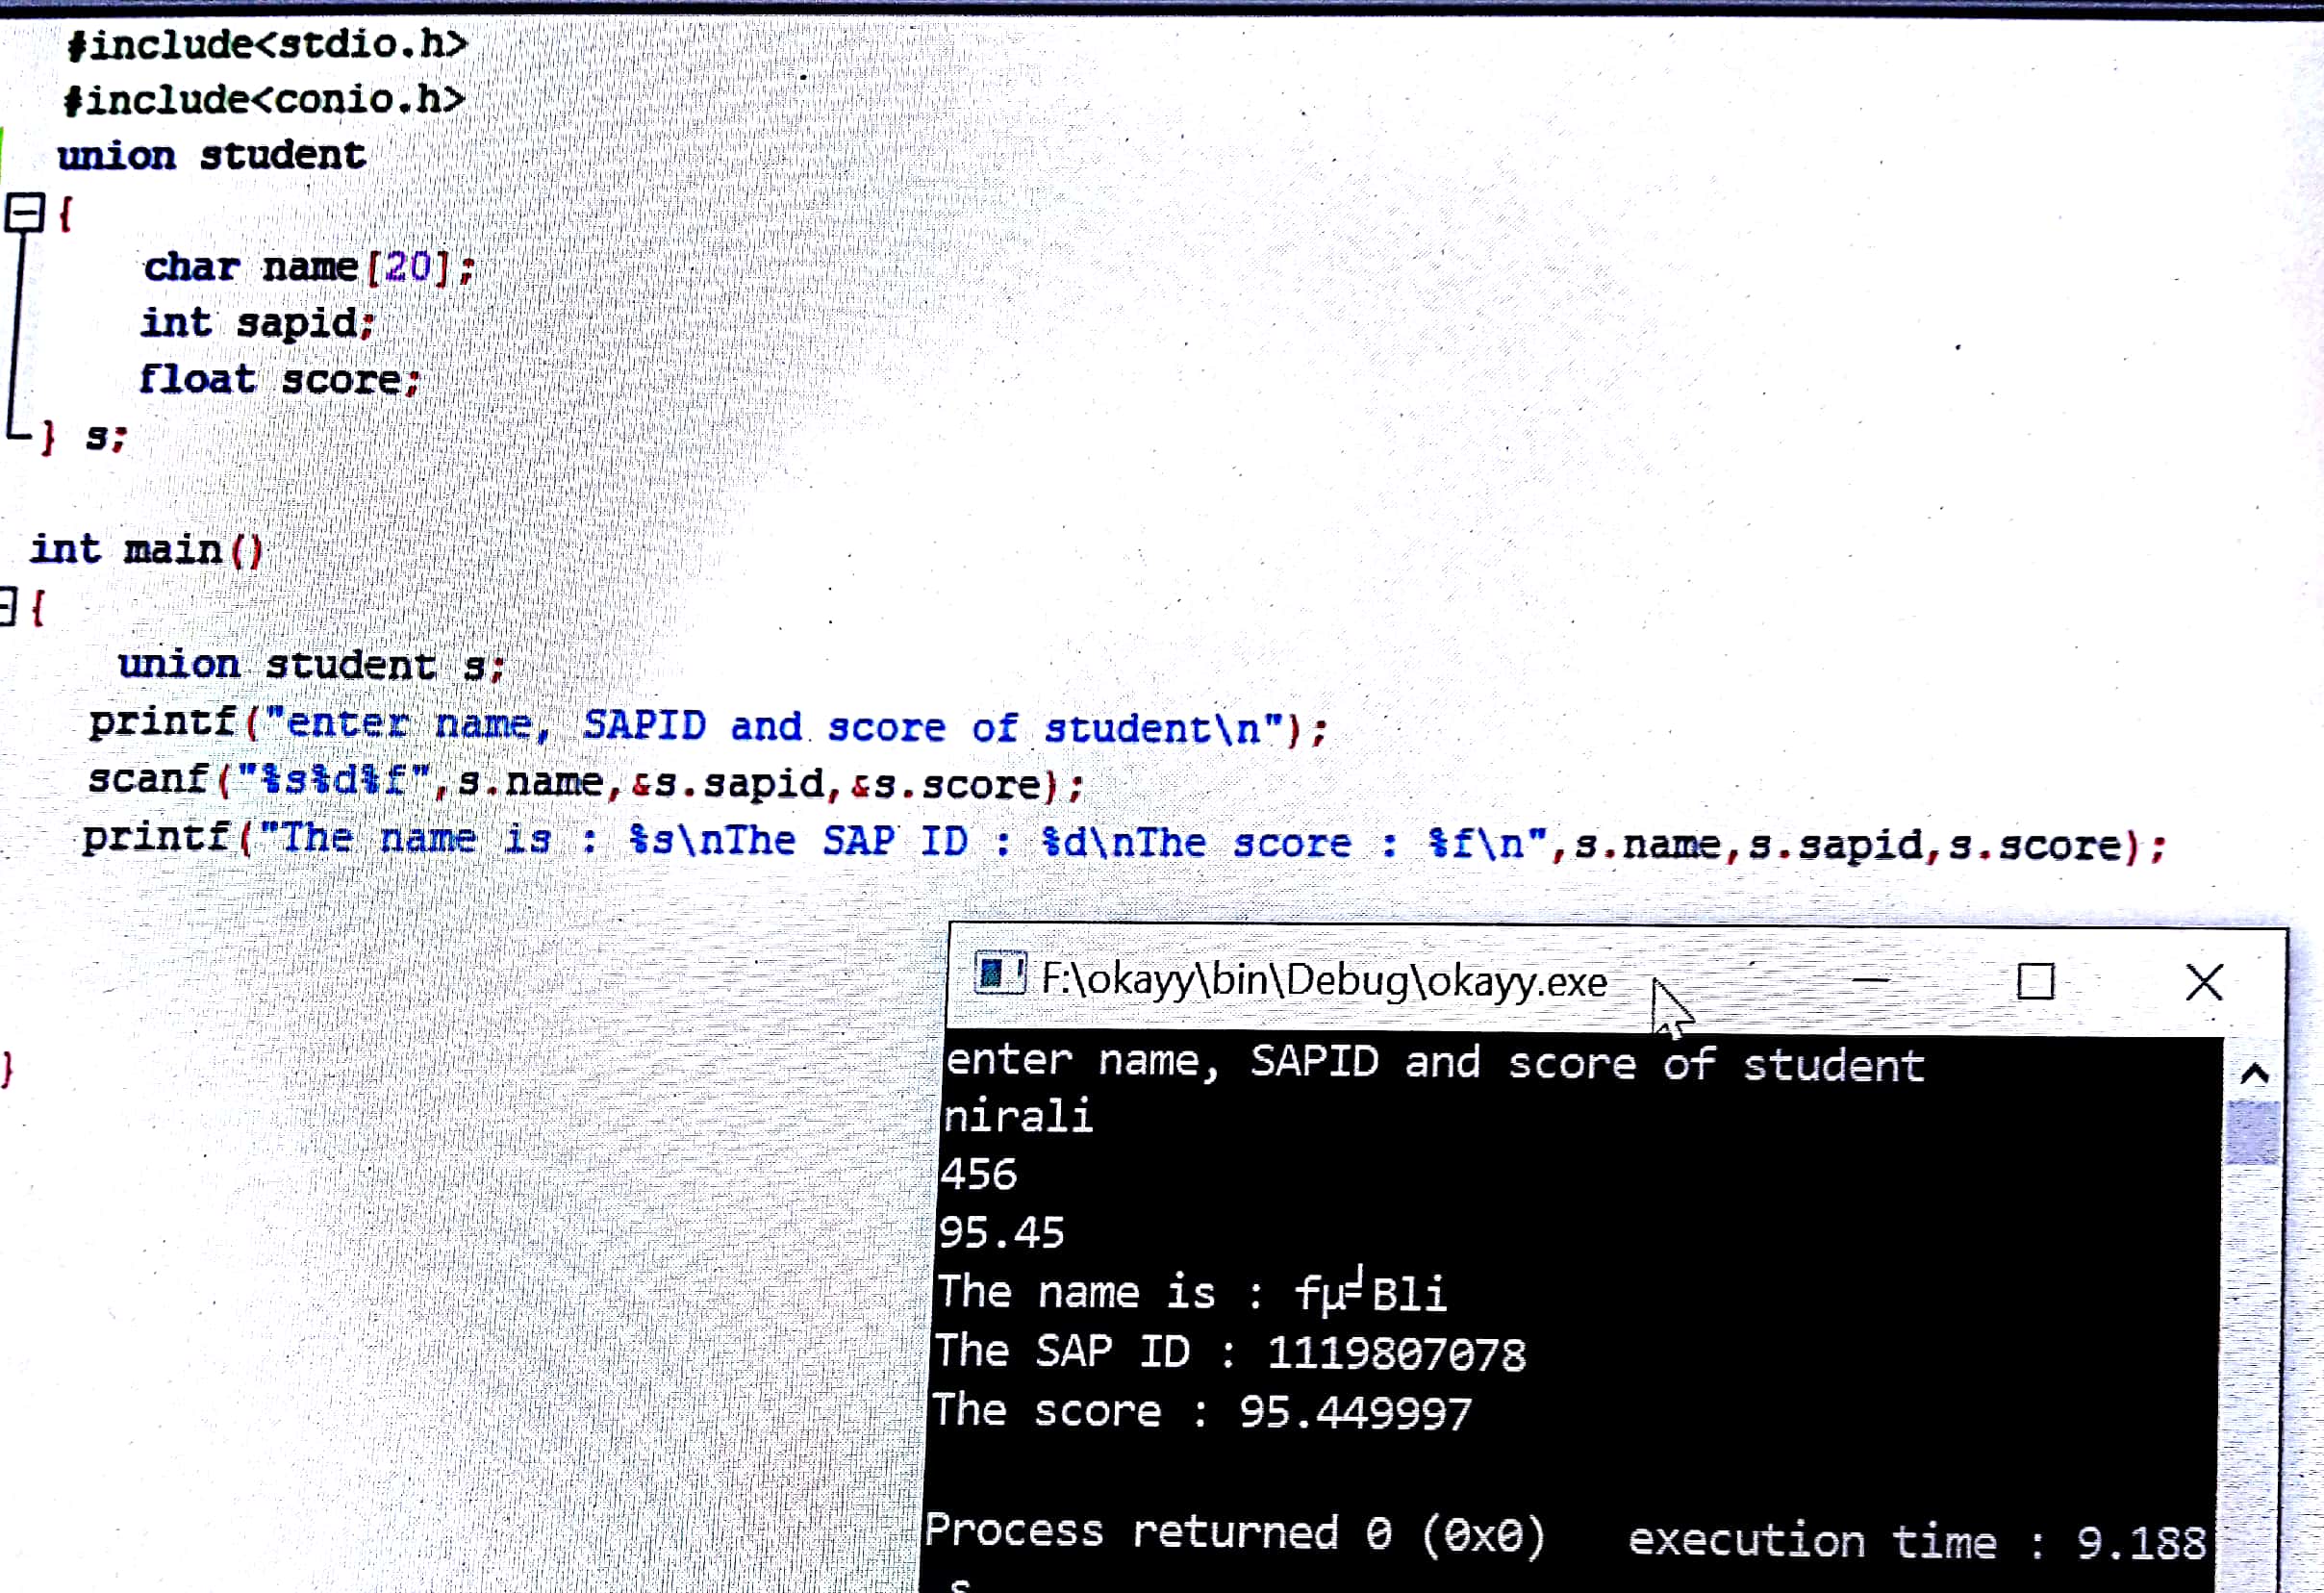 #include<stdio.h>
#include<conio.h>
union student
{
char name[20];
int sapid;
float score;
} s;
int main()
{
union student s;
printf("enter name, SAPID and score of student\n");
scanf("%s%d%f",s.name,&s.sapid,&s.score);
printf("The name is : %s\nThe SAP ID : %d\nThe score : %f\n",s.name,s.sapid,s.score);
}
F:\okayy\bin\Debug\okayy.exe
enter name, SAPID and score of student
nirali
456
95.45
The name is : fµ╛Bli
The SAP ID : 1119807078
The score : 95.449997
Process returned 0 (0x0)   execution time : 9.188
s